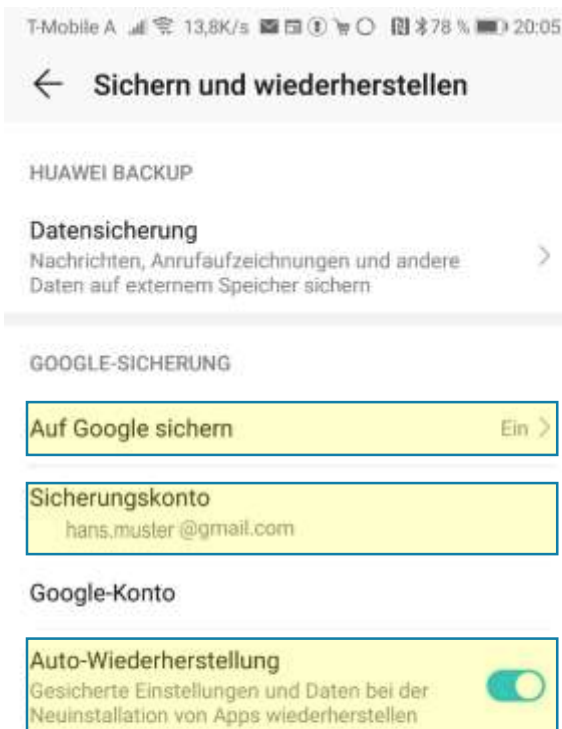 T-Mobile A 13,8K/s 78 % 20:05
Sichern und wiederherstellen
HUAWEI BACKUP
Datensicherung
Nachrichten, Anrufaufzeichnungen und andere
Daten auf externem Speicher sichern
GOOGLE-SICHERUNG
Auf Google sichern Ein
Sicherungskonto
hans.muster @gmail.com
Google-Konto
Auto-Wiederherstellung
Gesicherte Einstellungen und Daten bei der
Neuinstallation von Apps wiederherstellen